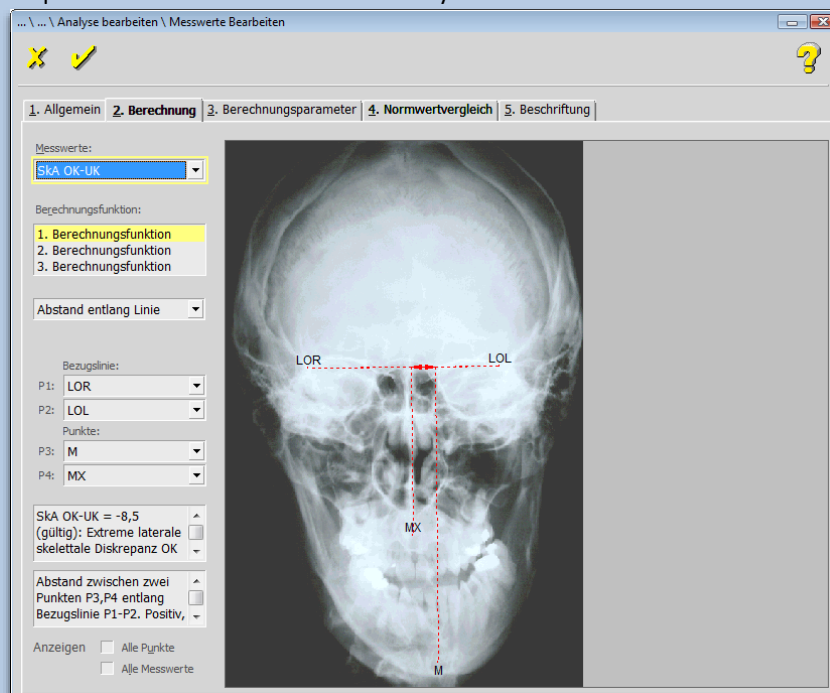 ... \ ... \ Analyse bearbeiten \ Messwerte Bearbeiten
1. Allgemein 2. Berechnung 3. Berechnungsparameter 4. Normwertvergleich 5. Beschriftung
Messwerte:
SkA OK-UK
Berechnungsfunktion:
1. Berechnungsfunktion
2. Berechnungsfunktion
3. Berechnungsfunktion
Abstand entlang Linie
LOR LOL
Bezugslinie:
P1: LOR
P2: LOL
Punkte:
P3: M
P4: MX
SkA OK-UK = -8,5
(gültig): Extreme laterale
skelettale Diskrepanz OK
MX
Abstand zwischen zwei
Punkten P3,P4 entlang
Bezugslinie P1-P2. Positiv,
Anzeigen Alle Punkte
Alle Messwerte
M